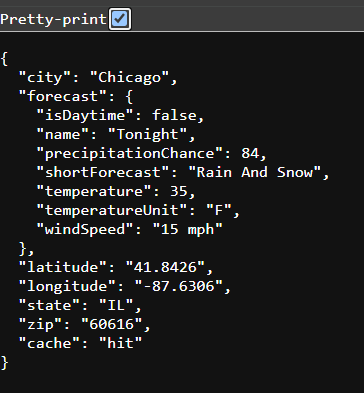 Pretty-print
{
  "city": "Chicago",
  "forecast": {
    "isDaytime": false,
    "name": "Tonight",
    "precipitationChance": 84,
    "shortForecast": "Rain And Snow",
    "temperature": 35,
    "temperatureUnit": "F",
    "windSpeed": "15 mph"
  },
  "latitude": "41.8426",
  "longitude": "-87.6306",
  "state": "IL",
  "zip": "60616",
  "cache": "hit"
}